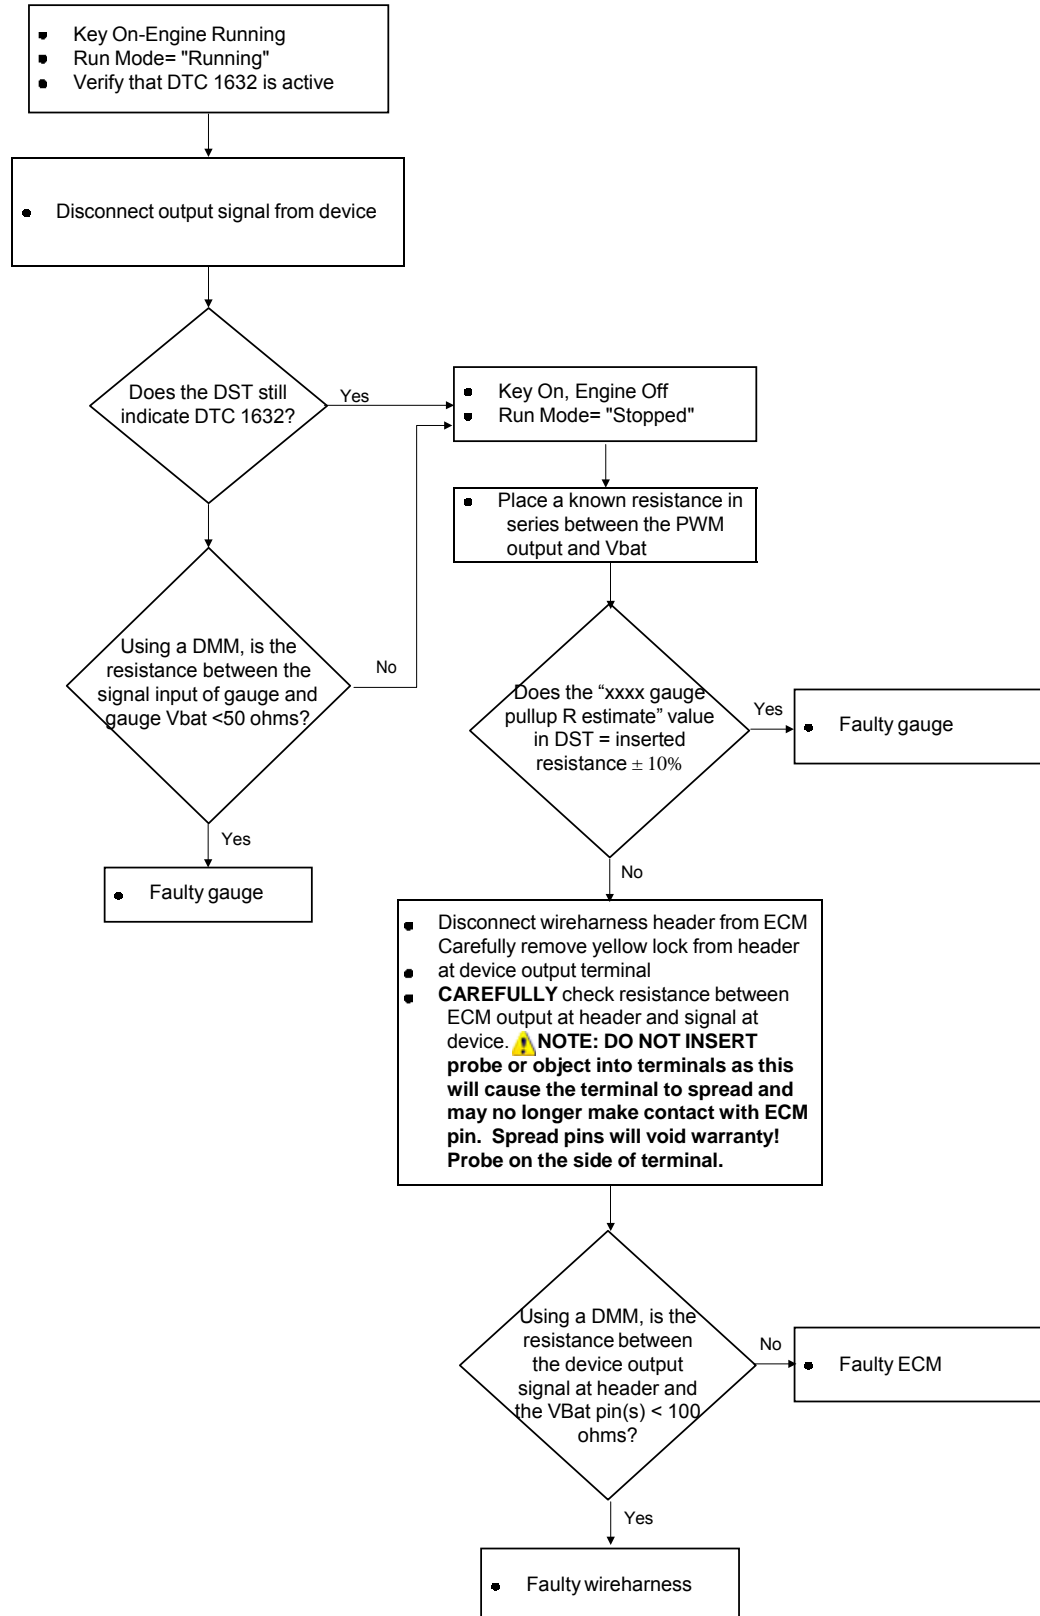 Key On-Engine Running
Run Mode= "Running"
Verify that DTC 1632 is active
Disconnect output signal from device
Does the DST still
indicate DTC 1632?
Yes
Key On, Engine Off
Run Mode= "Stopped"
Place a known resistance in
series between the PWM
output and Vbat
Using a DMM, is the
resistance between the
signal input of gauge and
gauge Vbat <50 ohms?
No
Does the “xxxx gauge
pullup R estimate” value
in DST = inserted
resistance ± 10%
Yes
Faulty gauge
Yes
Faulty gauge
No
Disconnect wireharness header from ECM
Carefully remove yellow lock from header
at device output terminal
CAREFULLY check resistance between
ECM output at header and signal at
device. NOTE: DO NOT INSERT
probe or object into terminals as this
will cause the terminal to spread and
may no longer make contact with ECM
pin. Spread pins will void warranty!
Probe on the side of terminal.
Using a DMM, is the
resistance between
the device output
signal at header and
the VBat pin(s) < 100
ohms?
No
Faulty ECM
Yes
Faulty wireharness